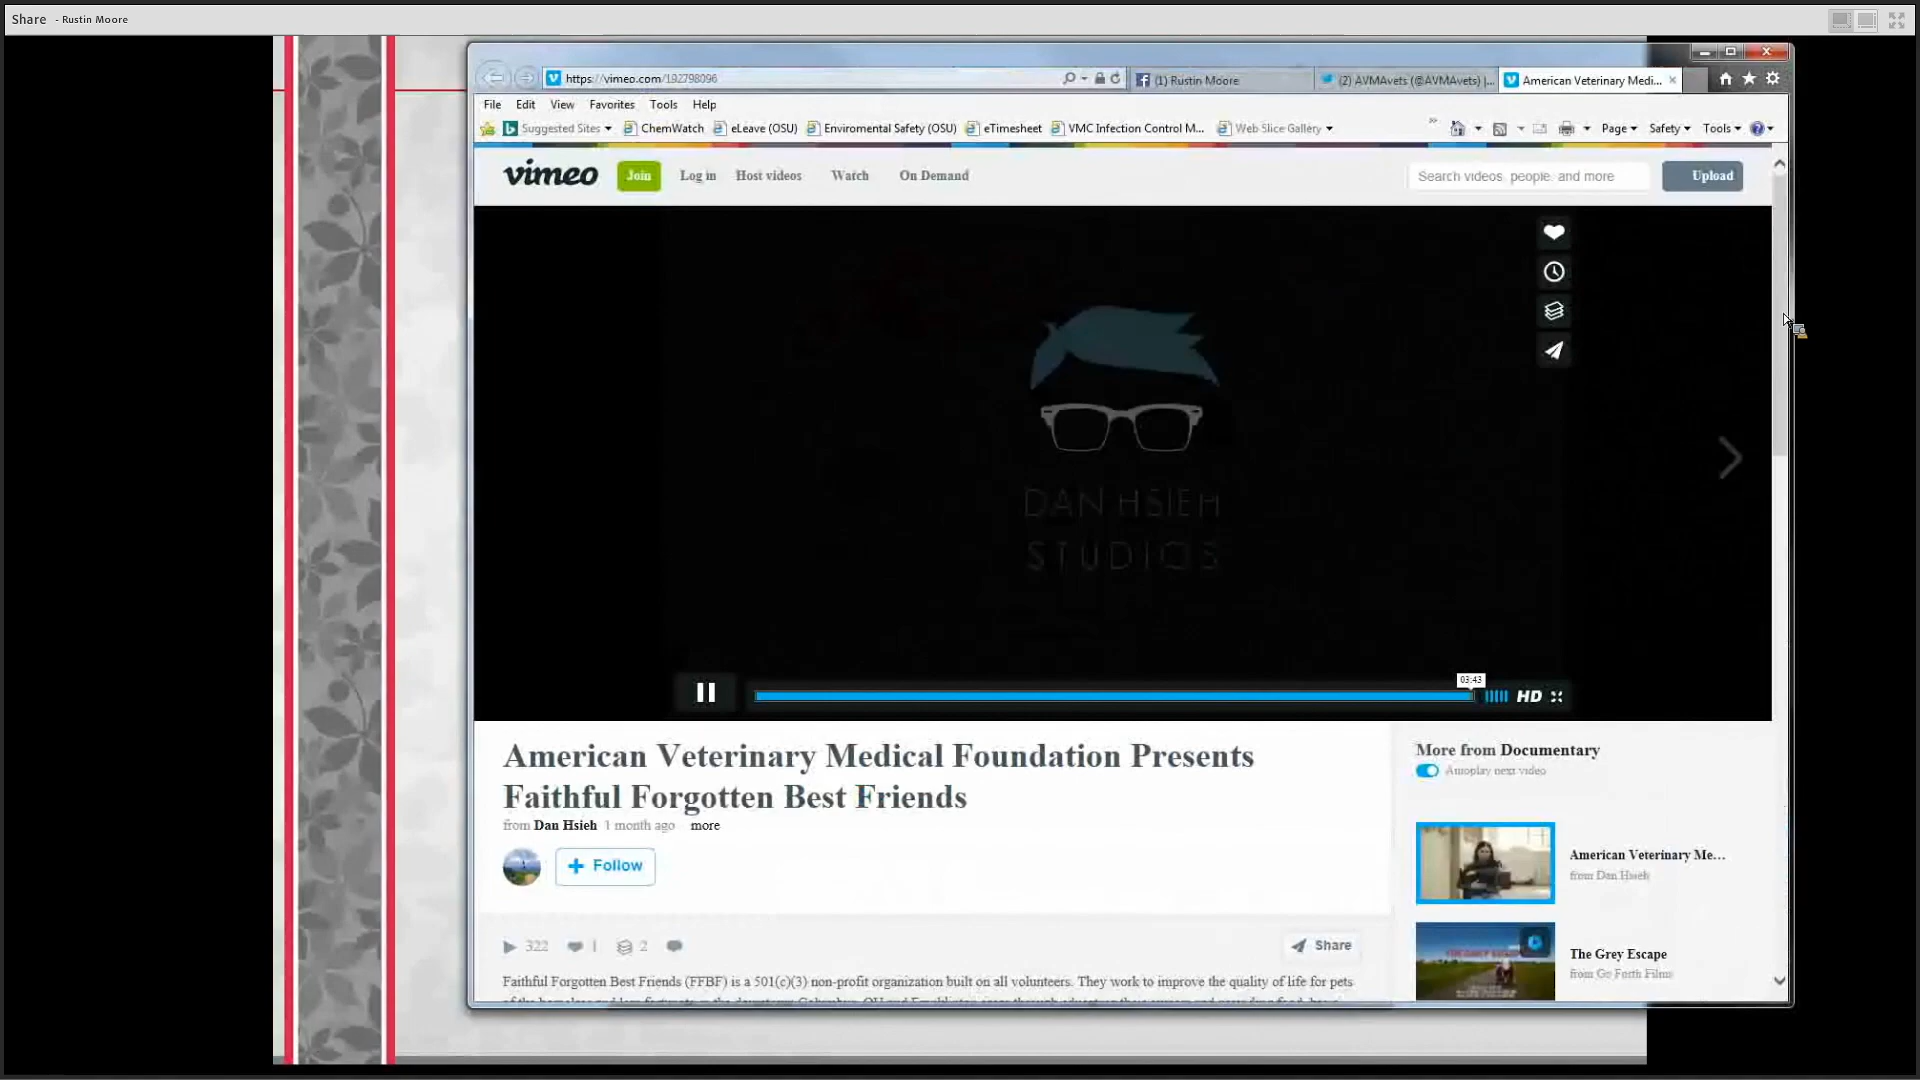 Share - Rustin Moore
https://vimeo.com/192798096
(1) Rustin Moore
(2) AVMAvets (@AVMAvets) |...
American Veterinary Medi...
File Edit View Favorites Tools Help
Suggested Sites ChemWatch eLeave (OSU) Enviromental Safety (OSU) eTimesheet VMC Infection Control M... Web Slice Gallery Page Safety Tools
vimeo Join Log in Host videos Watch On Demand Search videos, people, and more Upload
DAN HSIEH
STUDIOS
03:43
HD
American Veterinary Medical Foundation Presents
Faithful Forgotten Best Friends
from Dan Hsieh 1 month ago more
+ Follow
322 1 2
Share
Faithful Forgotten Best Friends (FFBF) is a 501(c)(3) non-profit organization built on all volunteers. They work to improve the quality of life for pets
More from Documentary
Autoplay next video
American Veterinary Me...
from Dan Hsieh
The Grey Escape
from Go Forth Films